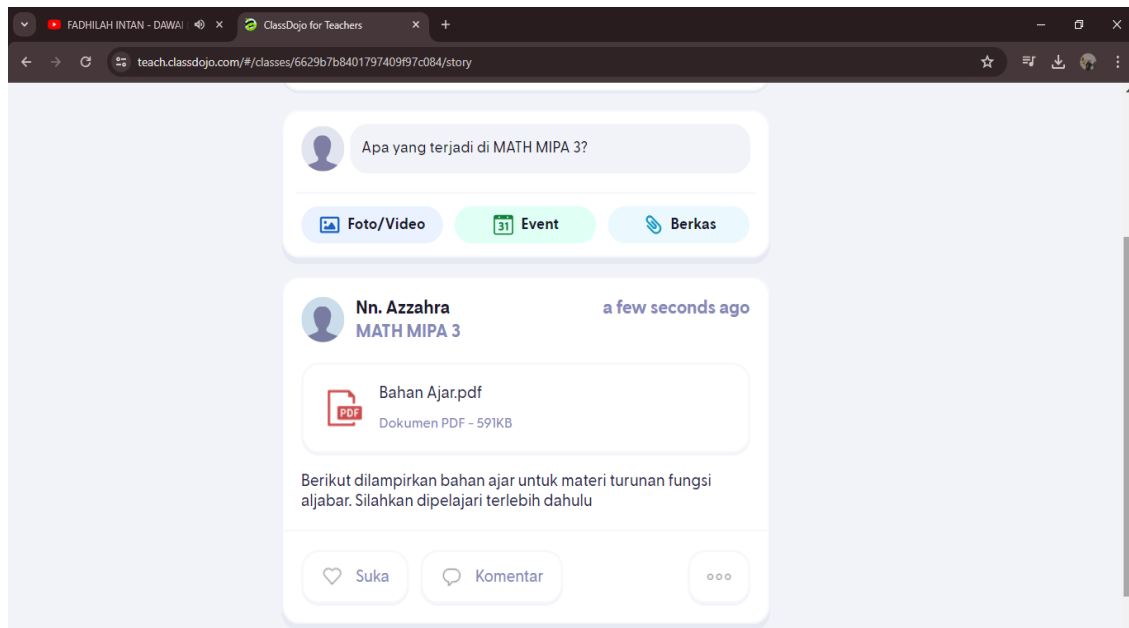 FADHILAH INTAN - DAWAI
ClassDojo for Teachers
teach.classdojo.com/#/classes/6629b7b8401797409f97c084/story
Apa yang terjadi di MATH MIPA 3?
Foto/Video
31
Event
Berkas
Nn. Azzahra
a few seconds ago
MATH MIPA 3
PDF
Bahan Ajar.pdf
Dokumen PDF - 591KB
Berikut dilampirkan bahan ajar untuk materi turunan fungsi
aljabar. Silahkan dipelajari terlebih dahulu
Suka
Komentar